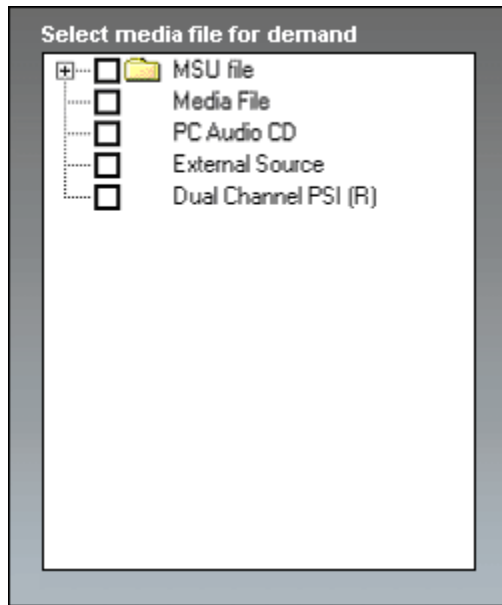 Select media file for demand
MSU file
Media File
PC Audio CD
External Source
Dual Channel PSI (R)